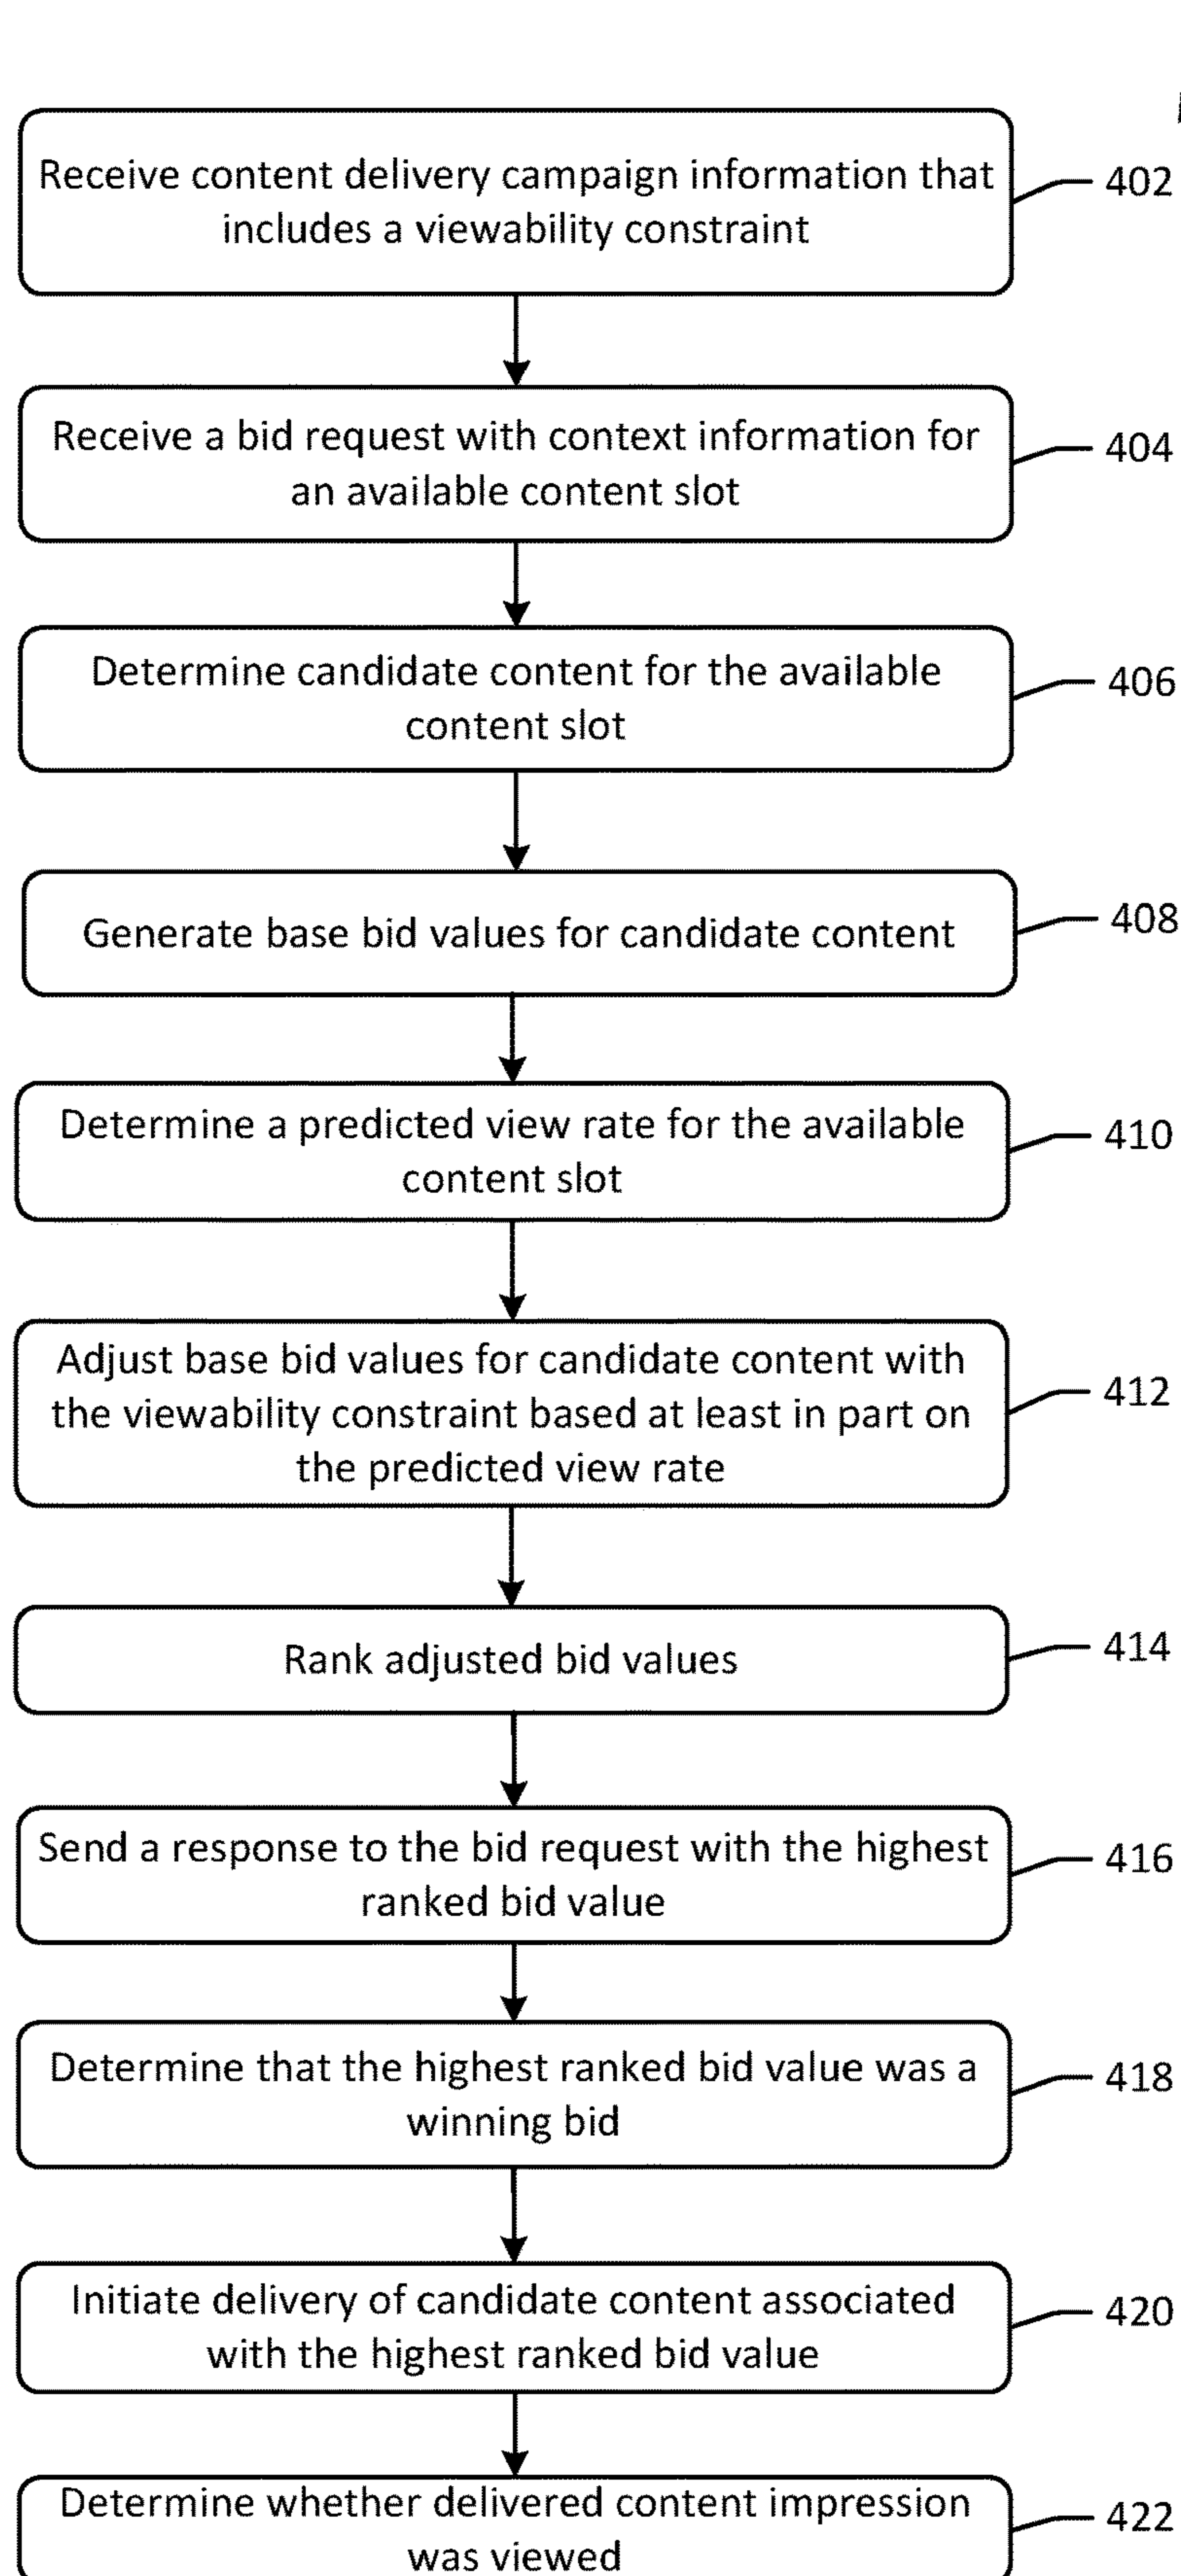 Receive content delivery campaign information that
includes a viewability constraint
402
Receive a bid request with context information for
an available content slot
404
Determine candidate content for the available
content slot
406
Generate base bid values for candidate content
408
Determine a predicted view rate for the available
content slot
410
Adjust base bid values for candidate content with
the viewability constraint based at least in part on
the predicted view rate
412
Rank adjusted bid values
414
Send a response to the bid request with the highest
ranked bid value
416
Determine that the highest ranked bid value was a
winning bid
418
Initiate delivery of candidate content associated
with the highest ranked bid value
420
Determine whether delivered content impression
was viewed
422